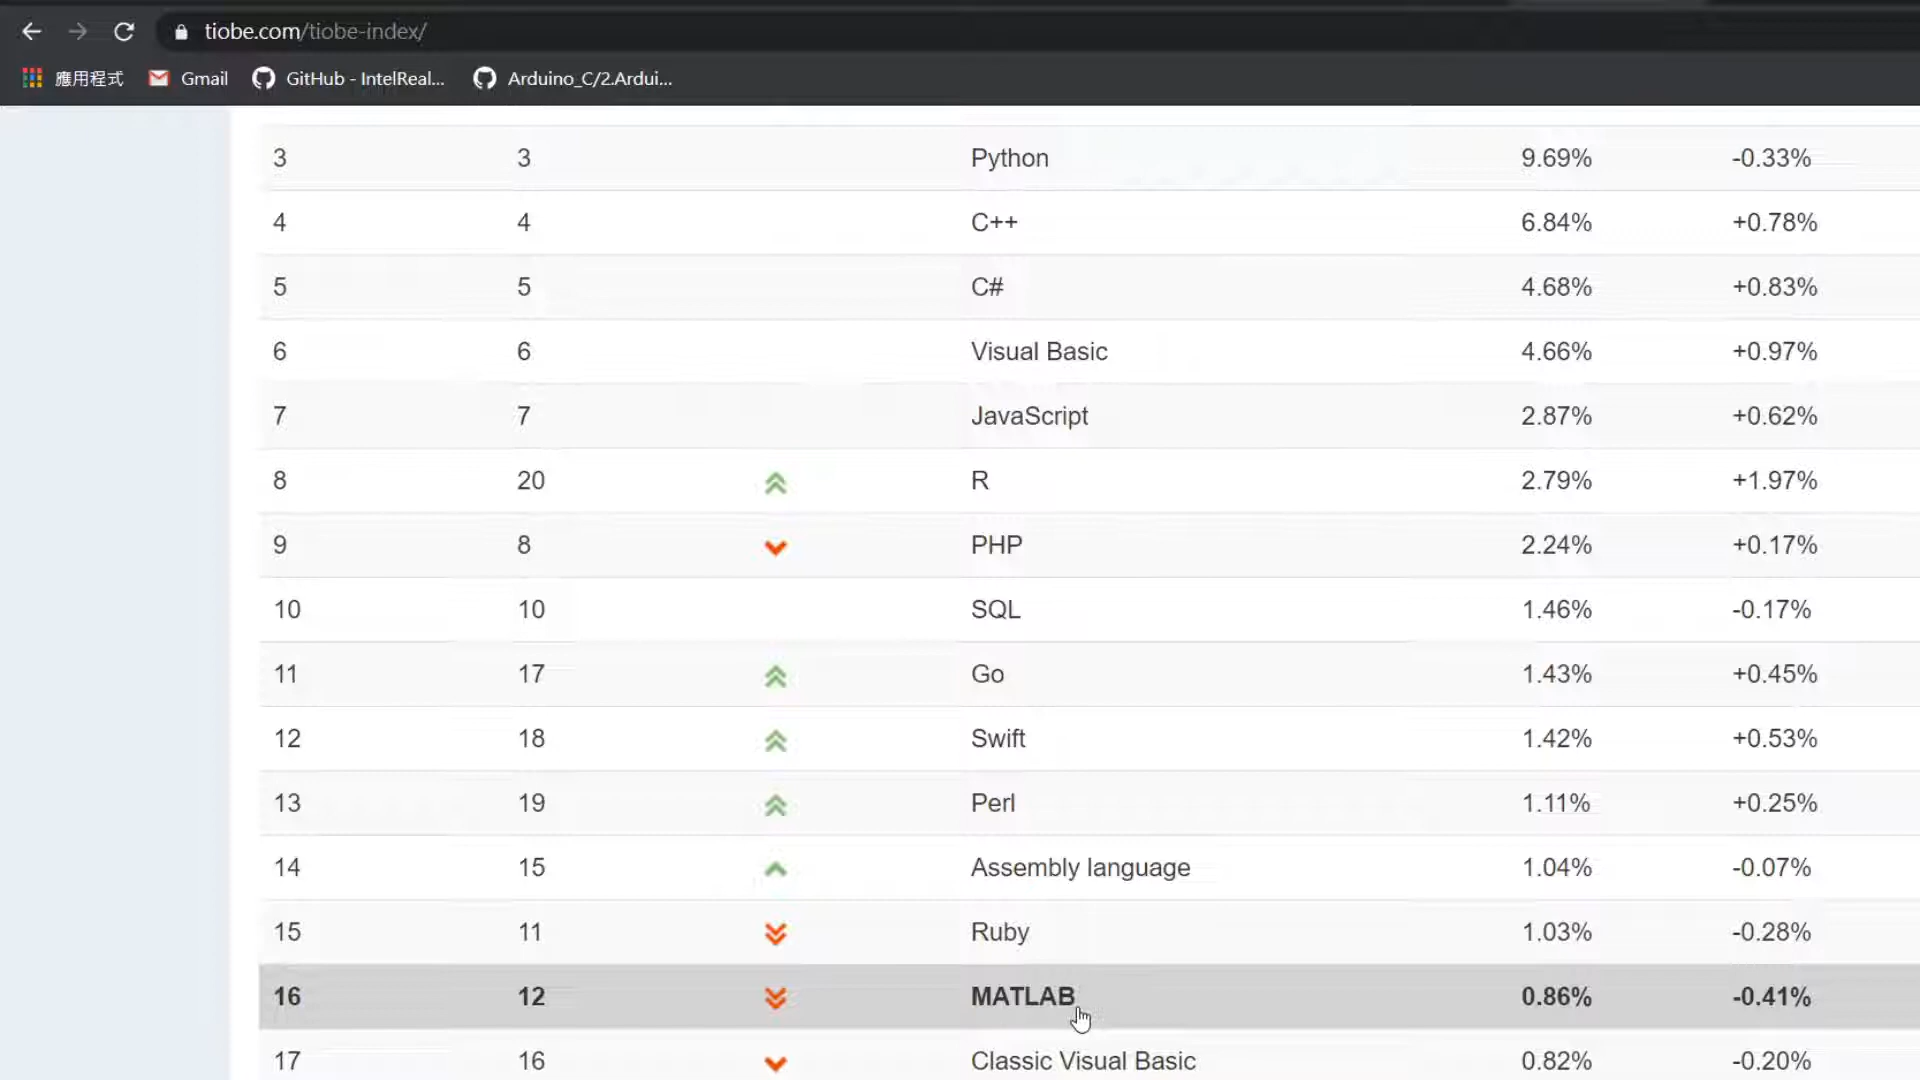 tiobe.com/tiobe-index/
應用程式 Gmail GitHub - IntelReal... Arduino_C/2.Ardui...
3 3 Python 9.69% -0.33%
4 4 C++ 6.84% +0.78%
5 5 C# 4.68% +0.83%
6 6 Visual Basic 4.66% +0.97%
7 7 JavaScript 2.87% +0.62%
8 20 R 2.79% +1.97%
9 8 PHP 2.24% +0.17%
10 10 SQL 1.46% -0.17%
11 17 Go 1.43% +0.45%
12 18 Swift 1.42% +0.53%
13 19 Perl 1.11% +0.25%
14 15 Assembly language 1.04% -0.07%
15 11 Ruby 1.03% -0.28%
16 12 MATLAB 0.86% -0.41%
17 16 Classic Visual Basic 0.82% -0.20%